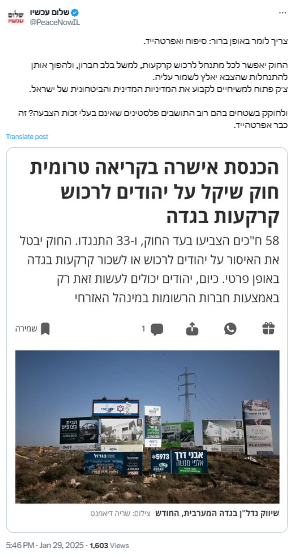 שלום עכשיו
@PeaceNowIL
צריך לומר באופן ברור: סיפוח ואפרטהייד.
החוק יאפשר לכל מתנחל לרכוש קרקעות, למשל בלב חברון, ולהפוך אותן
להתנחלות שהצבא יאלץ לשמור עליה.
צ'ק פתוח למשיחיים לקבוע את המדיניות המדינית והביטחונית של ישראל.
ולחוקק בשטחים בהם רוב התושבים פלסטינים שאינם בעלי זכות הצבעה? זה
כבר אפרטהייד.
Translate post
הכנסת אישרה בקריאה טרומית
חוק שיקל על יהודים לרכוש
קרקעות בגדה
58 ח"כים הצביעו בעד החוק, ו-33 התנגדו. החוק יבטל
את האיסור על יהודים לרכוש או לשכור קרקעות בגדה
באופן פרטי. כיום, יהודים יכולים לעשות זאת רק
באמצעות חברות הרשומות במינהל האזרחי
שמירה
1
5973*
אבני דרך
שיווק נדל"ן בגדה המערבית, החודש צילום: שריה דיאמנט
5:46 PM · Jan 29, 2025 · 1,603 Views